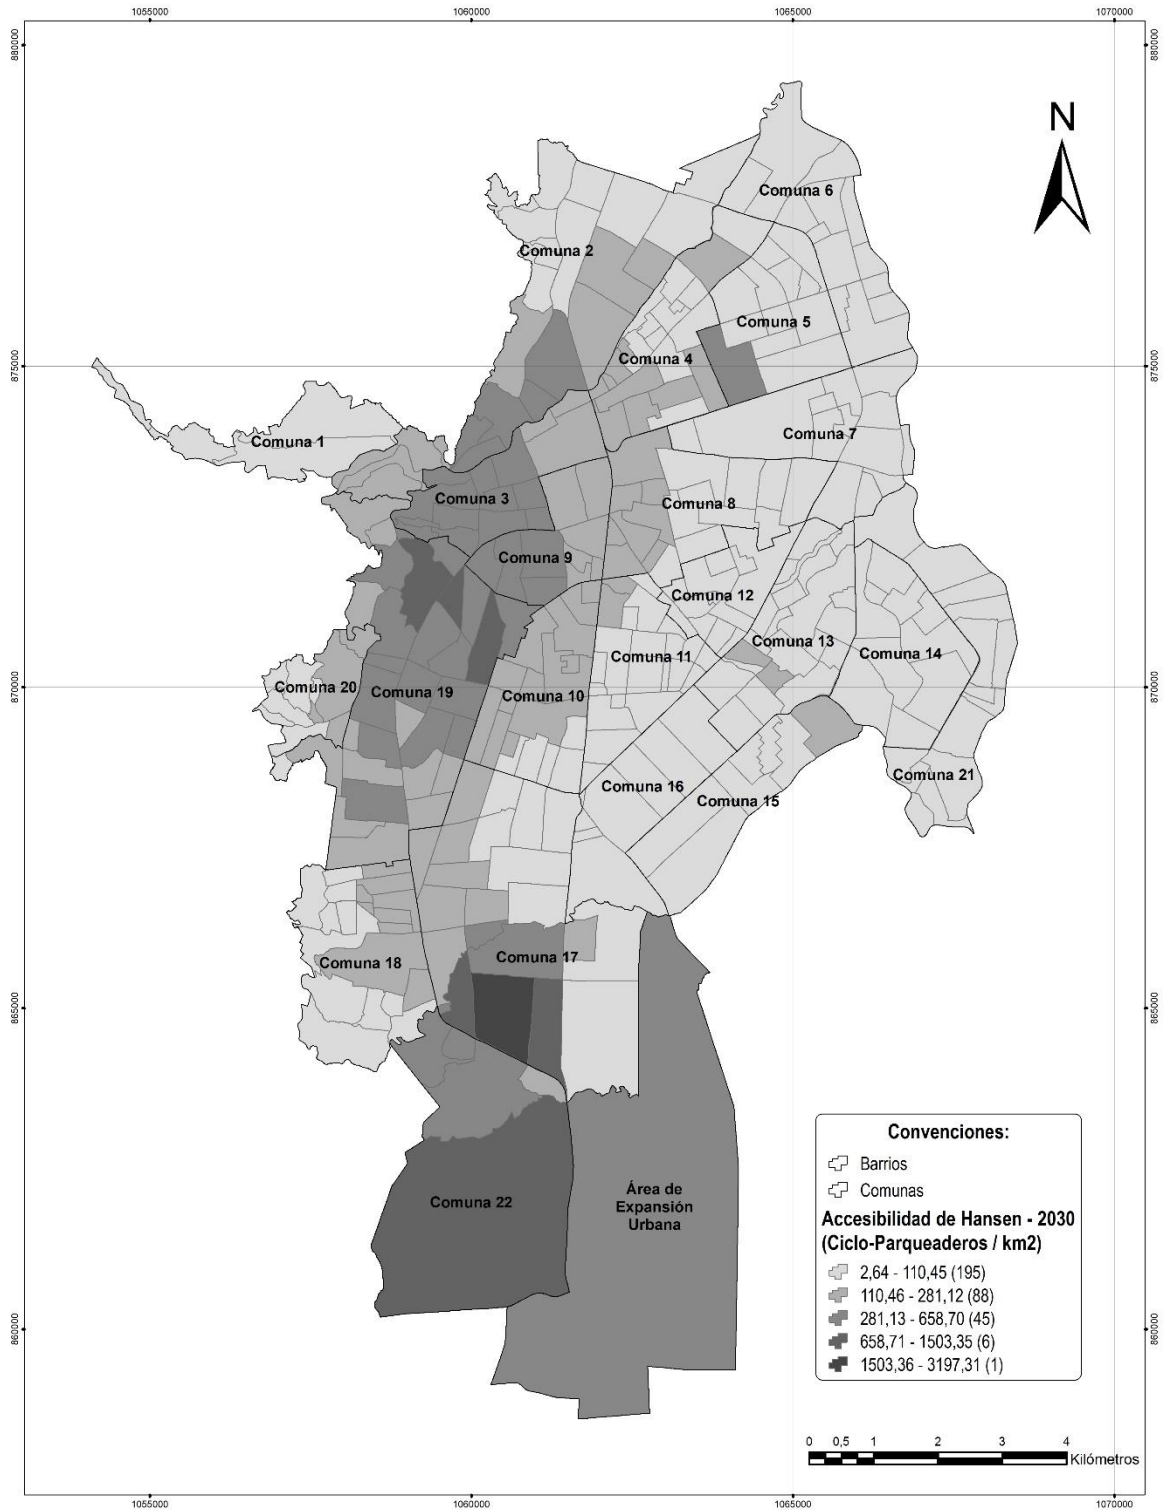 1055000
1060000
1065000
1070000
880000
880000
N
Comuna 6
Comuna 2
Comuna 5
Comuna 4
875000
875000
Comuna 1
Comuna 7
Comuna 3
Comuna 8
Comuna 9
Comuna 12
Comuna 13
Comuna 11
Comuna 14
870000
870000
Comuna 20
Comuna 19
Comuna 10
Comuna 21
Comuna 16
Comuna 15
Comuna 17
Comuna 18
865000
865000
Comuna 22
Área de
Expansión
Urbana
Convenciones:
Barrios
Comunas
Accesibilidad de Hansen - 2030
(Ciclo-Parqueaderos / km2)
2,64 - 110,45 (195)
110,46 - 281,12 (88)
281,13 - 658,70 (45)
658,71 - 1503,35 (6)
1503,36 - 3197,31 (1)
860000
860000
0 0,5 1 2 3 4
Kilómetros
1055000
1060000
1065000
1070000